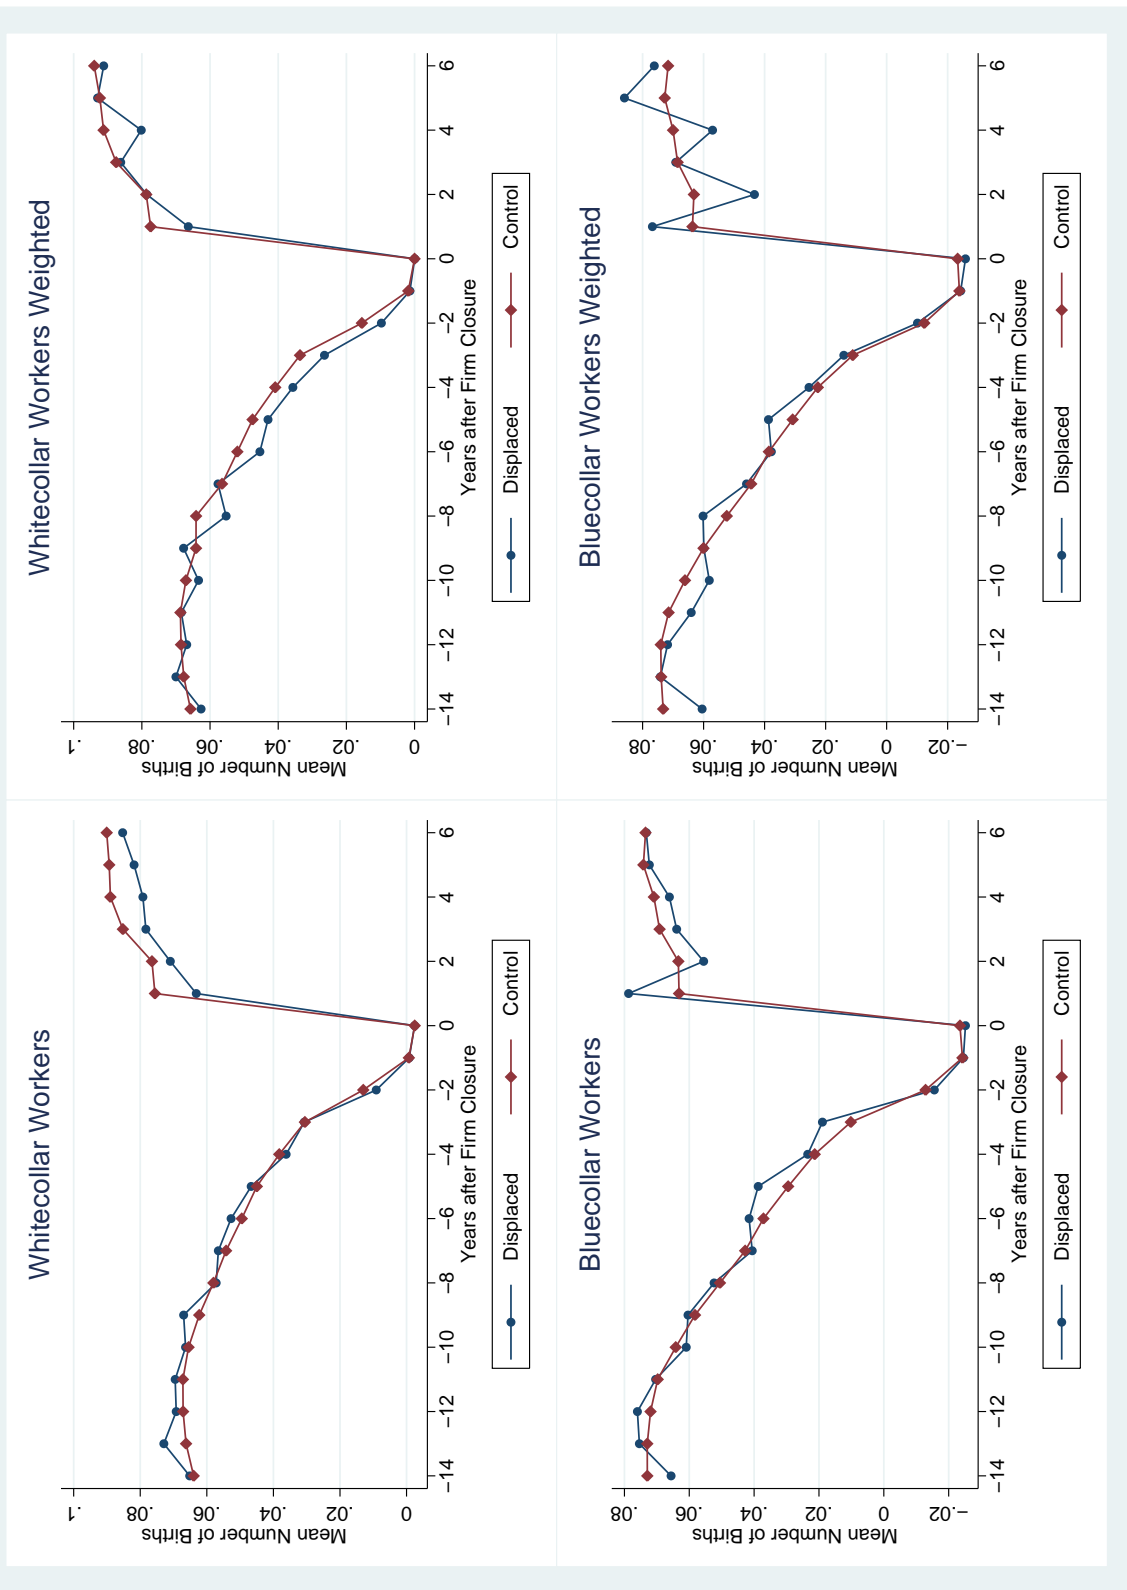 Whitecollar Workers
Mean Number of Births
0 .02 .04 .06 .08 .1
−14 −12 −10 −8 −6 −4 −2 0 2 4 6
Years after Firm Closure
Displaced Control
Whitecollar Workers Weighted
Mean Number of Births
0 .02 .04 .06 .08 .1
−14 −12 −10 −8 −6 −4 −2 0 2 4 6
Years after Firm Closure
Displaced Control
Bluecollar Workers
Mean Number of Births
−.02 0 .02 .04 .06 .08
−14 −12 −10 −8 −6 −4 −2 0 2 4 6
Years after Firm Closure
Displaced Control
Bluecollar Workers Weighted
Mean Number of Births
−.02 0 .02 .04 .06 .08
−14 −12 −10 −8 −6 −4 −2 0 2 4 6
Years after Firm Closure
Displaced Control